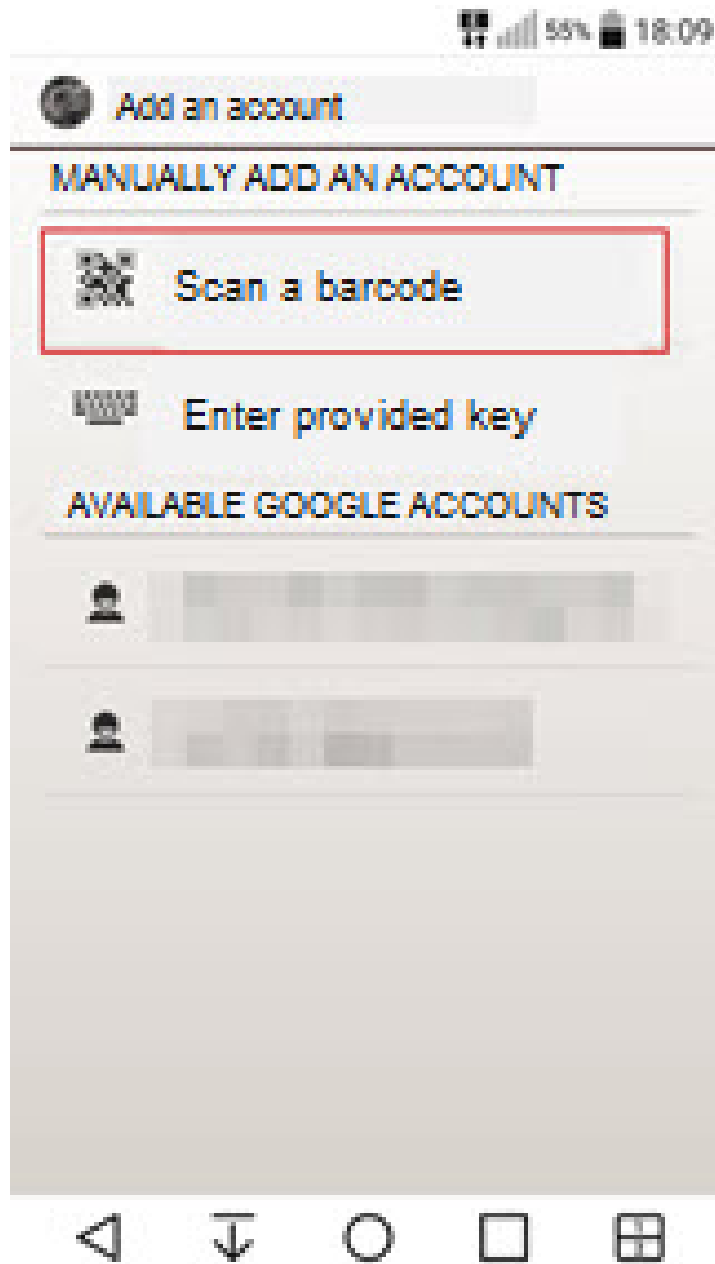 55% 18:09
Add an account
MANUALLY ADD AN ACCOUNT
Scan a barcode
Enter provided key
AVAILABLE GOOGLE ACCOUNTS